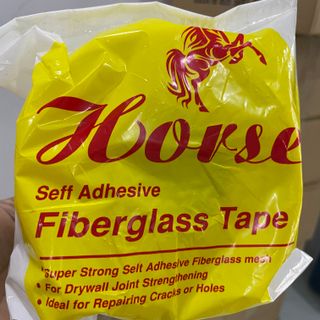 Horse
Seff Adhesive
Fiberglass Tape
*Super Strong Selt Adhesive Fiberglass mesh
• For Drywall Joint Strengthening
• Ideal for Repairing Cracks or Holes